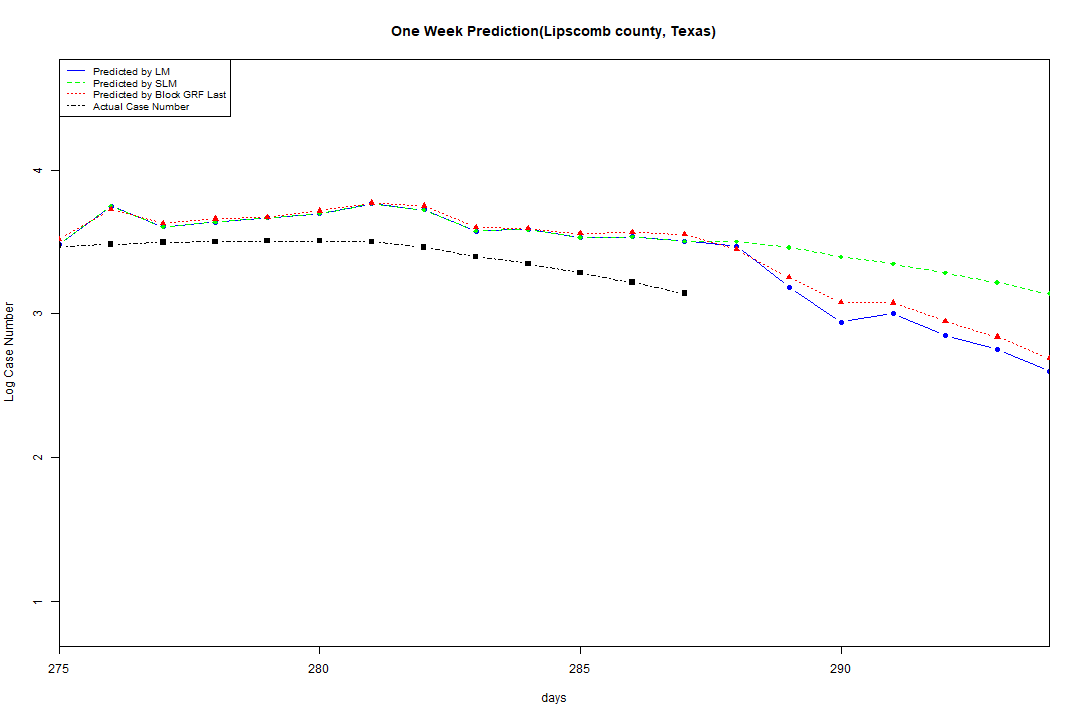 One Week Prediction(Lipscomb county, Texas)
Predicted by LM
Predicted by SLM
Predicted by Block GRF Last
Actual Case Number
4
3
2
1
Log Case Number
275
280
285
290
days